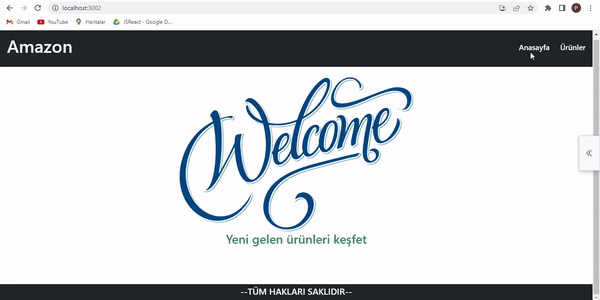 localhost:3002
Gmail
YouTube
Haritalar
JSReact - Google D...
P
Amazon
Anasayfa
Ürünler
Welcome
Yeni gelen ürünleri keşfet
--TÜM HAKLARI SAKLIDIR--